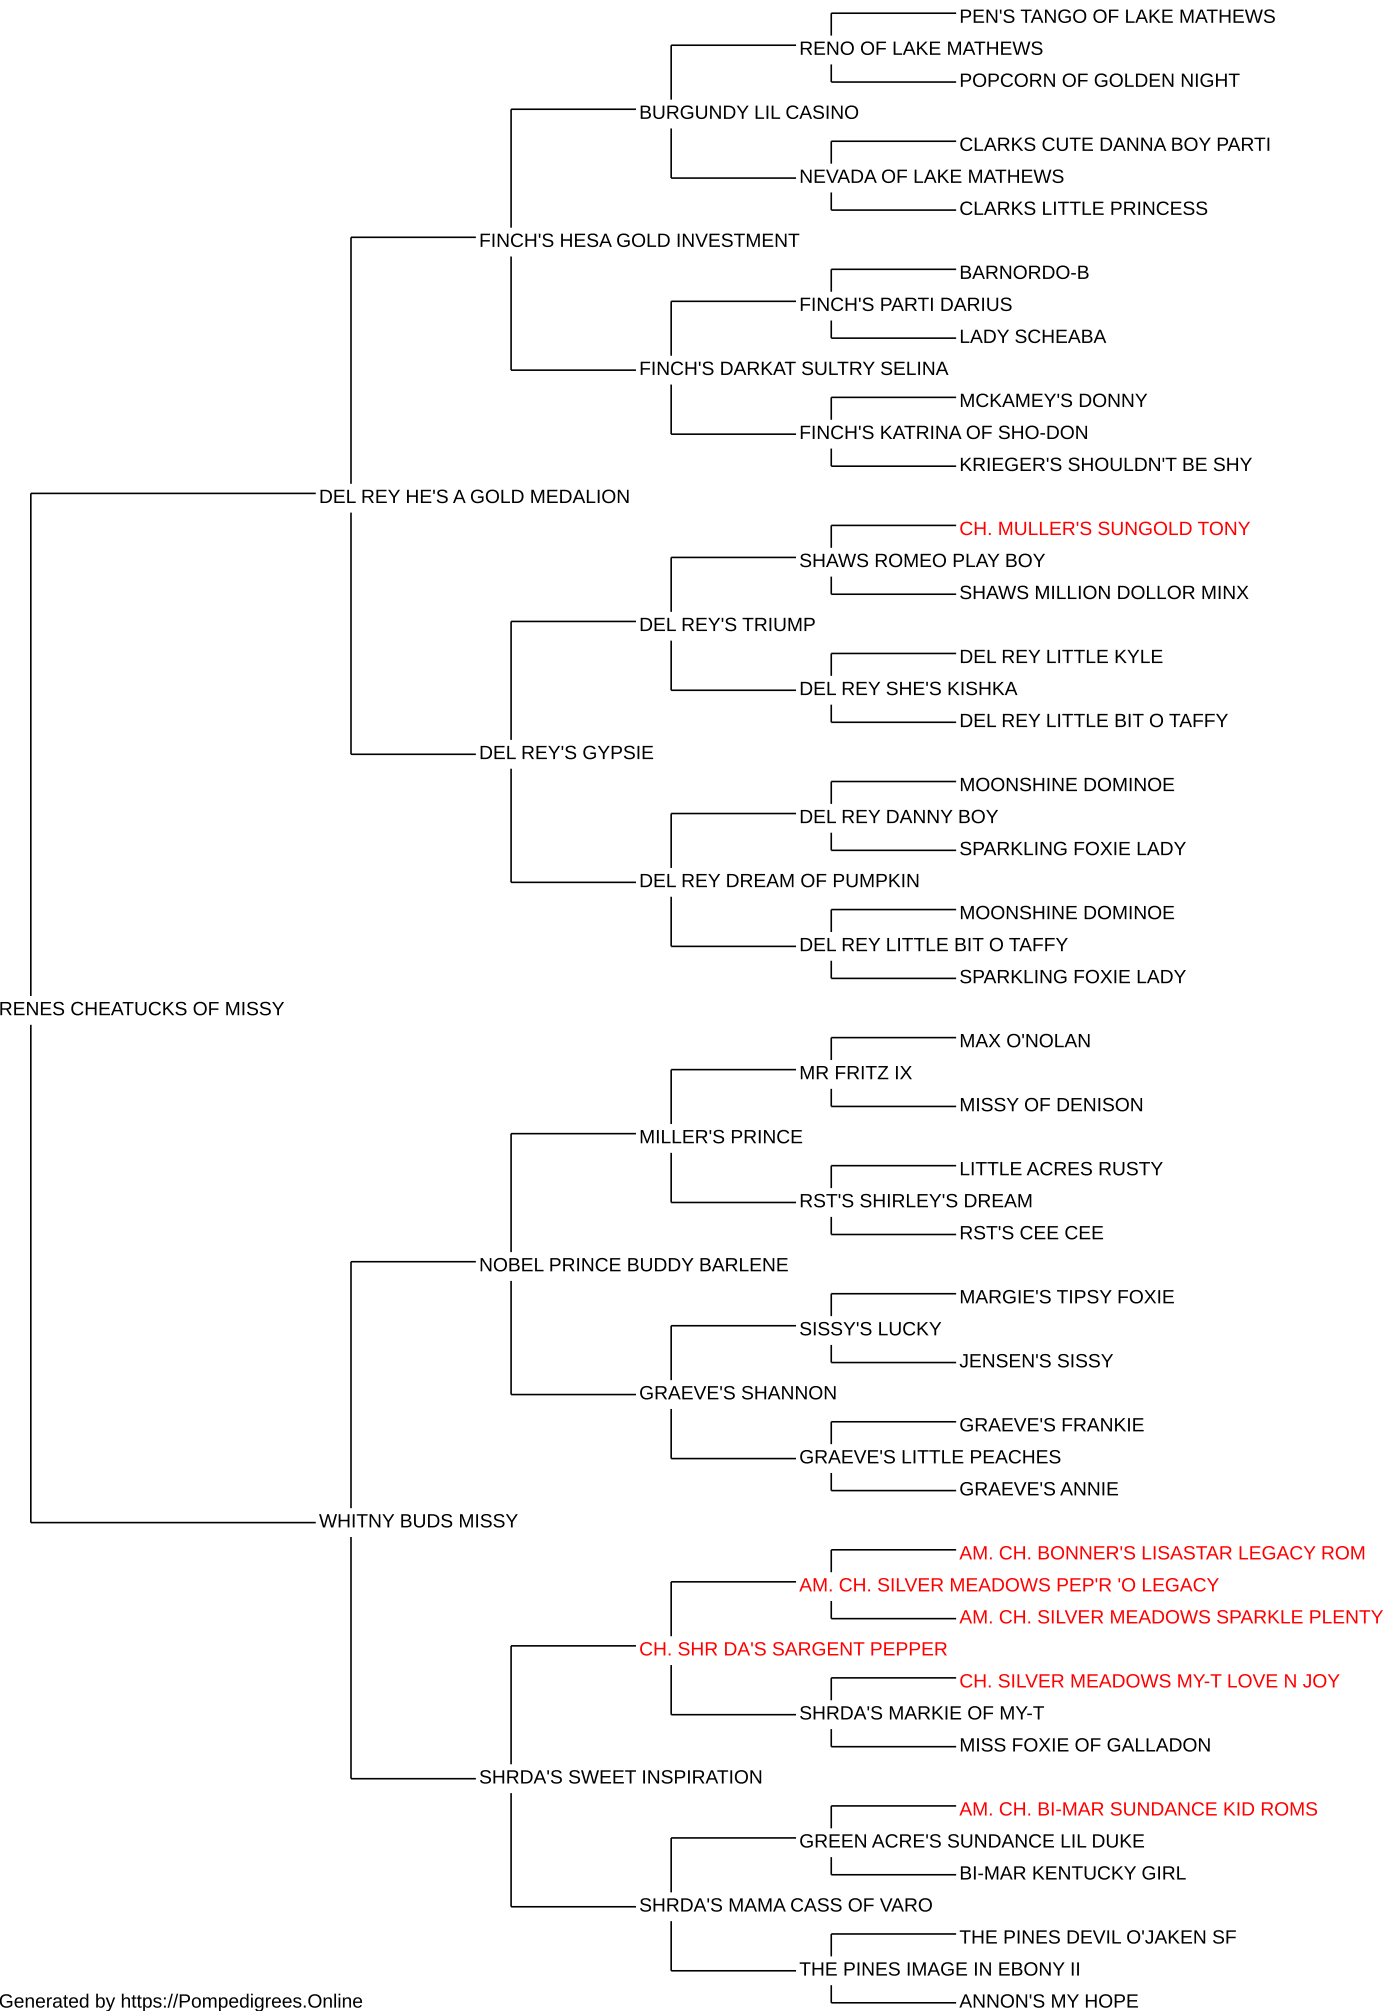 PEN'S TANGO OF LAKE MATHEWS
RENO OF LAKE MATHEWS
POPCORN OF GOLDEN NIGHT
BURGUNDY LIL CASINO
CLARKS CUTE DANNA BOY PARTI
NEVADA OF LAKE MATHEWS
CLARKS LITTLE PRINCESS
FINCH'S HESA GOLD INVESTMENT
BARNORDO-B
FINCH'S PARTI DARIUS
LADY SCHEABA
FINCH'S DARKAT SULTRY SELINA
MCKAMEY'S DONNY
FINCH'S KATRINA OF SHO-DON
KRIEGER'S SHOULDN'T BE SHY
DEL REY HE'S A GOLD MEDALION
CH. MULLER'S SUNGOLD TONY
SHAWS ROMEO PLAY BOY
SHAWS MILLION DOLLOR MINX
DEL REY'S TRIUMP
DEL REY LITTLE KYLE
DEL REY SHE'S KISHKA
DEL REY LITTLE BIT O TAFFY
DEL REY'S GYPSIE
MOONSHINE DOMINOE
DEL REY DANNY BOY
SPARKLING FOXIE LADY
DEL REY DREAM OF PUMPKIN
MOONSHINE DOMINOE
DEL REY LITTLE BIT O TAFFY
SPARKLING FOXIE LADY
RENES CHEATUCKS OF MISSY
MAX O'NOLAN
MR FRITZ IX
MISSY OF DENISON
MILLER'S PRINCE
LITTLE ACRES RUSTY
RST'S SHIRLEY'S DREAM
RST'S CEE CEE
NOBEL PRINCE BUDDY BARLENE
MARGIE'S TIPSY FOXIE
SISSY'S LUCKY
JENSEN'S SISSY
GRAEVE'S SHANNON
GRAEVE'S FRANKIE
GRAEVE'S LITTLE PEACHES
GRAEVE'S ANNIE
WHITNY BUDS MISSY
AM. CH. BONNER'S LISASTAR LEGACY ROM
AM. CH. SILVER MEADOWS PEP'R 'O LEGACY
AM. CH. SILVER MEADOWS SPARKLE PLENTY
CH. SHR DA'S SARGENT PEPPER
CH. SILVER MEADOWS MY-T LOVE N JOY
SHRDA'S MARKIE OF MY-T
MISS FOXIE OF GALLADON
SHRDA'S SWEET INSPIRATION
AM. CH. BI-MAR SUNDANCE KID ROMS
GREEN ACRE'S SUNDANCE LIL DUKE
BI-MAR KENTUCKY GIRL
SHRDA'S MAMA CASS OF VARO
THE PINES DEVIL O'JAKEN SF
THE PINES IMAGE IN EBONY II
ANNON'S MY HOPE
Generated by https://Pompedigrees.Online